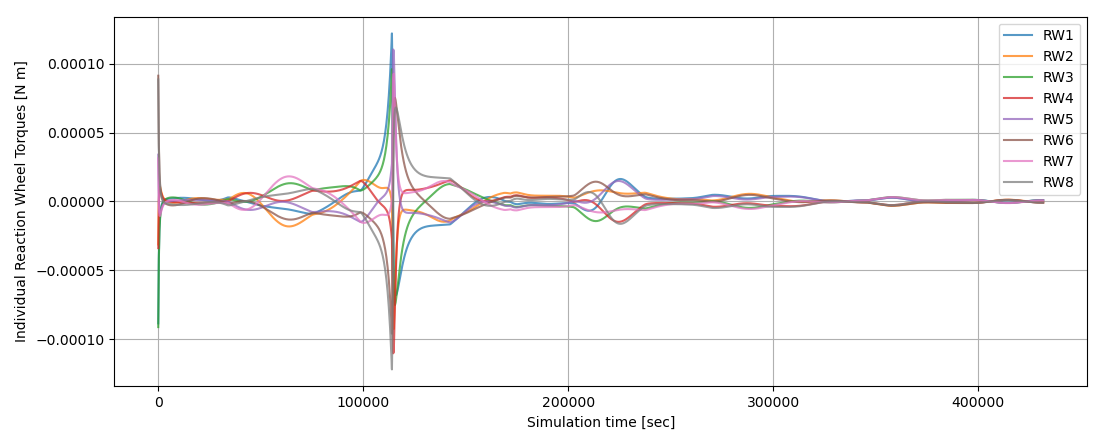 Individual Reaction Wheel Torques [N m]
0.00010
0.00005
0.00000
−0.00005
−0.00010
0
100000
200000
300000
400000
Simulation time [sec]
RW1
RW2
RW3
RW4
RW5
RW6
RW7
RW8